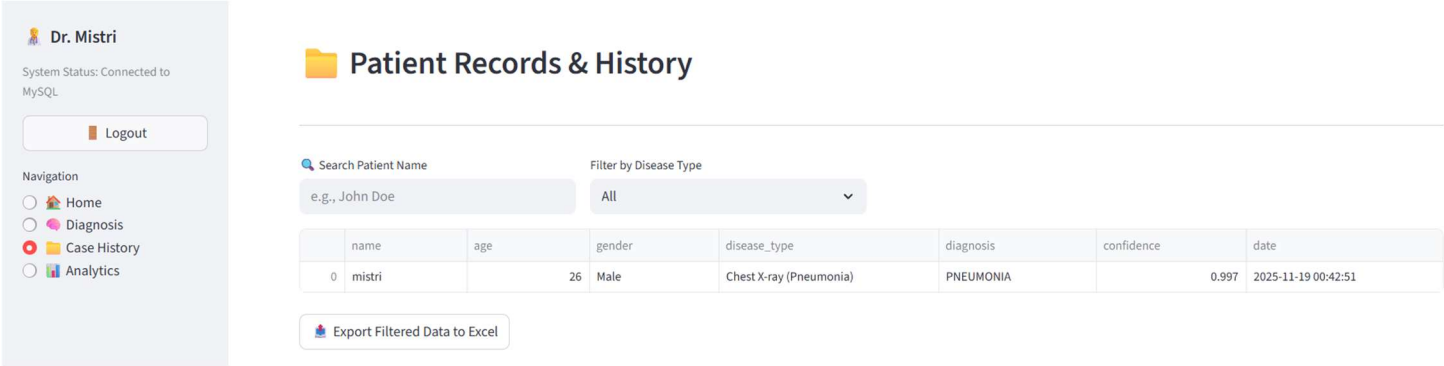 Dr. Mistri
System Status: Connected to
MySQL
Logout
Navigation
Home
Diagnosis
Case History
Analytics
Patient Records & History
Search Patient Name
Filter by Disease Type
e.g., John Doe
All
name age gender disease_type diagnosis confidence date
0 mistri 26 Male Chest X-ray (Pneumonia) PNEUMONIA 0.997 2025-11-19 00:42:51
Export Filtered Data to Excel